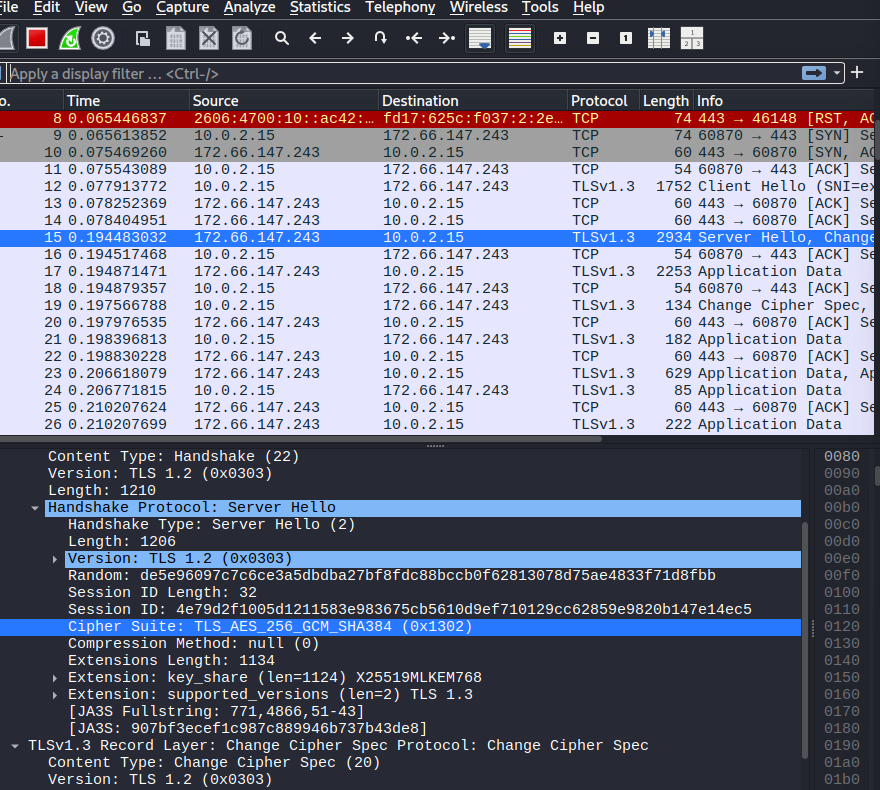 File Edit View Go Capture Analyze Statistics Telephony Wireless Tools Help
Apply a display filter … <Ctrl-/>
o. Time Source Destination Protocol Length Info
8 0.065446837 2606:4700:10::ac42:… fd17:625c:f037:2:2e… TCP 74 443 → 46148 [RST, AC
9 0.065613852 10.0.2.15 172.66.147.243 TCP 74 60870 → 443 [SYN] Se
10 0.075469260 172.66.147.243 10.0.2.15 TCP 60 443 → 60870 [SYN, AC
11 0.075543089 10.0.2.15 172.66.147.243 TCP 54 60870 → 443 [ACK] Se
12 0.077913772 10.0.2.15 172.66.147.243 TLSv1.3 1752 Client Hello (SNI=ex
13 0.078252369 172.66.147.243 10.0.2.15 TCP 60 443 → 60870 [ACK] Se
14 0.078404951 172.66.147.243 10.0.2.15 TCP 60 443 → 60870 [ACK] Se
15 0.194483032 172.66.147.243 10.0.2.15 TLSv1.3 2934 Server Hello, Change
16 0.194517468 10.0.2.15 172.66.147.243 TCP 54 60870 → 443 [ACK] Se
17 0.194871471 172.66.147.243 10.0.2.15 TLSv1.3 2253 Application Data
18 0.194879357 10.0.2.15 172.66.147.243 TCP 54 60870 → 443 [ACK] Se
19 0.197566788 10.0.2.15 172.66.147.243 TLSv1.3 134 Change Cipher Spec,
20 0.197976535 172.66.147.243 10.0.2.15 TCP 60 443 → 60870 [ACK] Se
21 0.198396813 10.0.2.15 172.66.147.243 TLSv1.3 182 Application Data
22 0.198830228 172.66.147.243 10.0.2.15 TCP 60 443 → 60870 [ACK] Se
23 0.206618079 172.66.147.243 10.0.2.15 TLSv1.3 629 Application Data, Ap
24 0.206771815 10.0.2.15 172.66.147.243 TLSv1.3 85 Application Data
25 0.210207624 172.66.147.243 10.0.2.15 TCP 60 443 → 60870 [ACK] Se
26 0.210207699 172.66.147.243 10.0.2.15 TLSv1.3 222 Application Data
Content Type: Handshake (22)
Version: TLS 1.2 (0x0303)
Length: 1210
Handshake Protocol: Server Hello
Handshake Type: Server Hello (2)
Length: 1206
Version: TLS 1.2 (0x0303)
Random: de5e96097c7c6ce3a5dbdba27bf8fdc88bccb0f62813078d75ae4833f71d8fbb
Session ID Length: 32
Session ID: 4e79d2f1005d1211583e983675cb5610d9ef710129cc62859e9820b147e14ec5
Cipher Suite: TLS_AES_256_GCM_SHA384 (0x1302)
Compression Method: null (0)
Extensions Length: 1134
Extension: key_share (len=1124) X25519MLKEM768
Extension: supported_versions (len=2) TLS 1.3
[JA3S Fullstring: 771,4866,51-43]
[JA3S: 907bf3ecef1c987c889946b737b43de8]
TLSv1.3 Record Layer: Change Cipher Spec Protocol: Change Cipher Spec
Content Type: Change Cipher Spec (20)
Version: TLS 1.2 (0x0303)
0080
0090
00a0
00b0
00c0
00d0
00e0
00f0
0100
0110
0120
0130
0140
0150
0160
0170
0180
0190
01a0
01b0